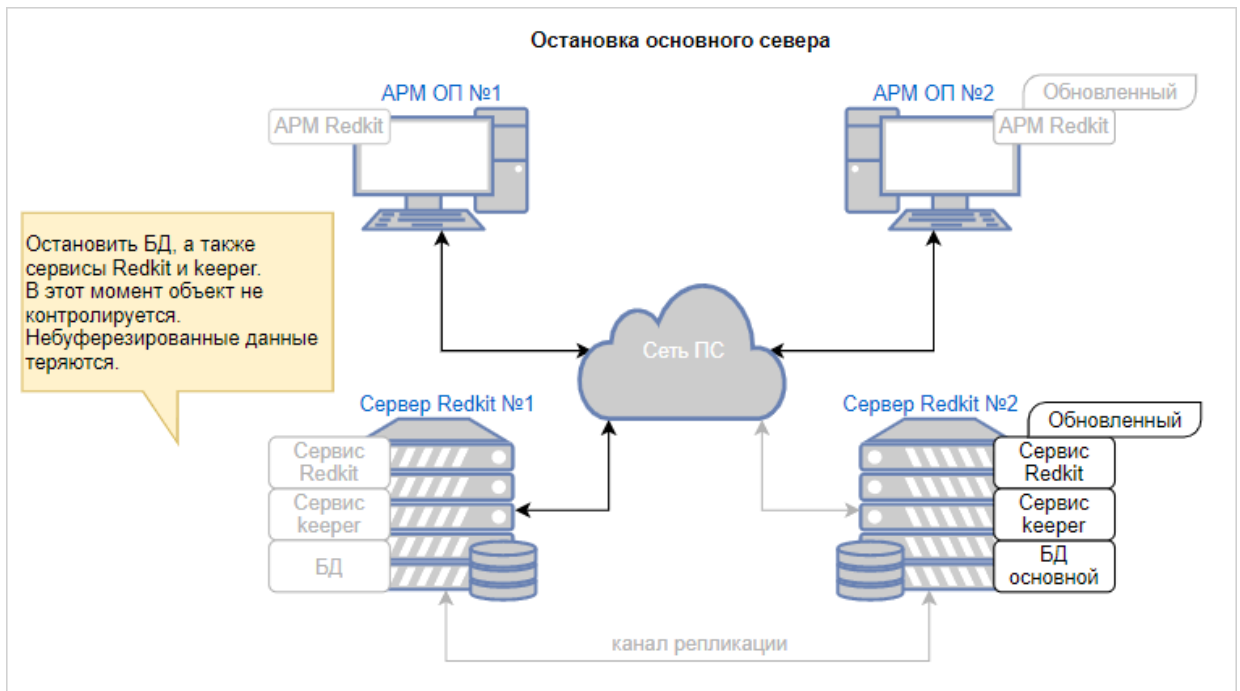 Остановка основного севера
АРМ ОП №1
АРМ ОП №2
Обновленный
АРМ Redkit
АРМ Redkit
Остановить БД, а также
сервисы Redkit и keeper.
В этот момент объект не
контролируется.
Небуферезированные данные
теряются.
Сеть ПС
Сервер Redkit №1
Сервер Redkit №2
Обновленный
Сервис
Redkit
Сервис
keeper
БД
Сервис
Redkit
Сервис
keeper
БД
основной
канал репликации